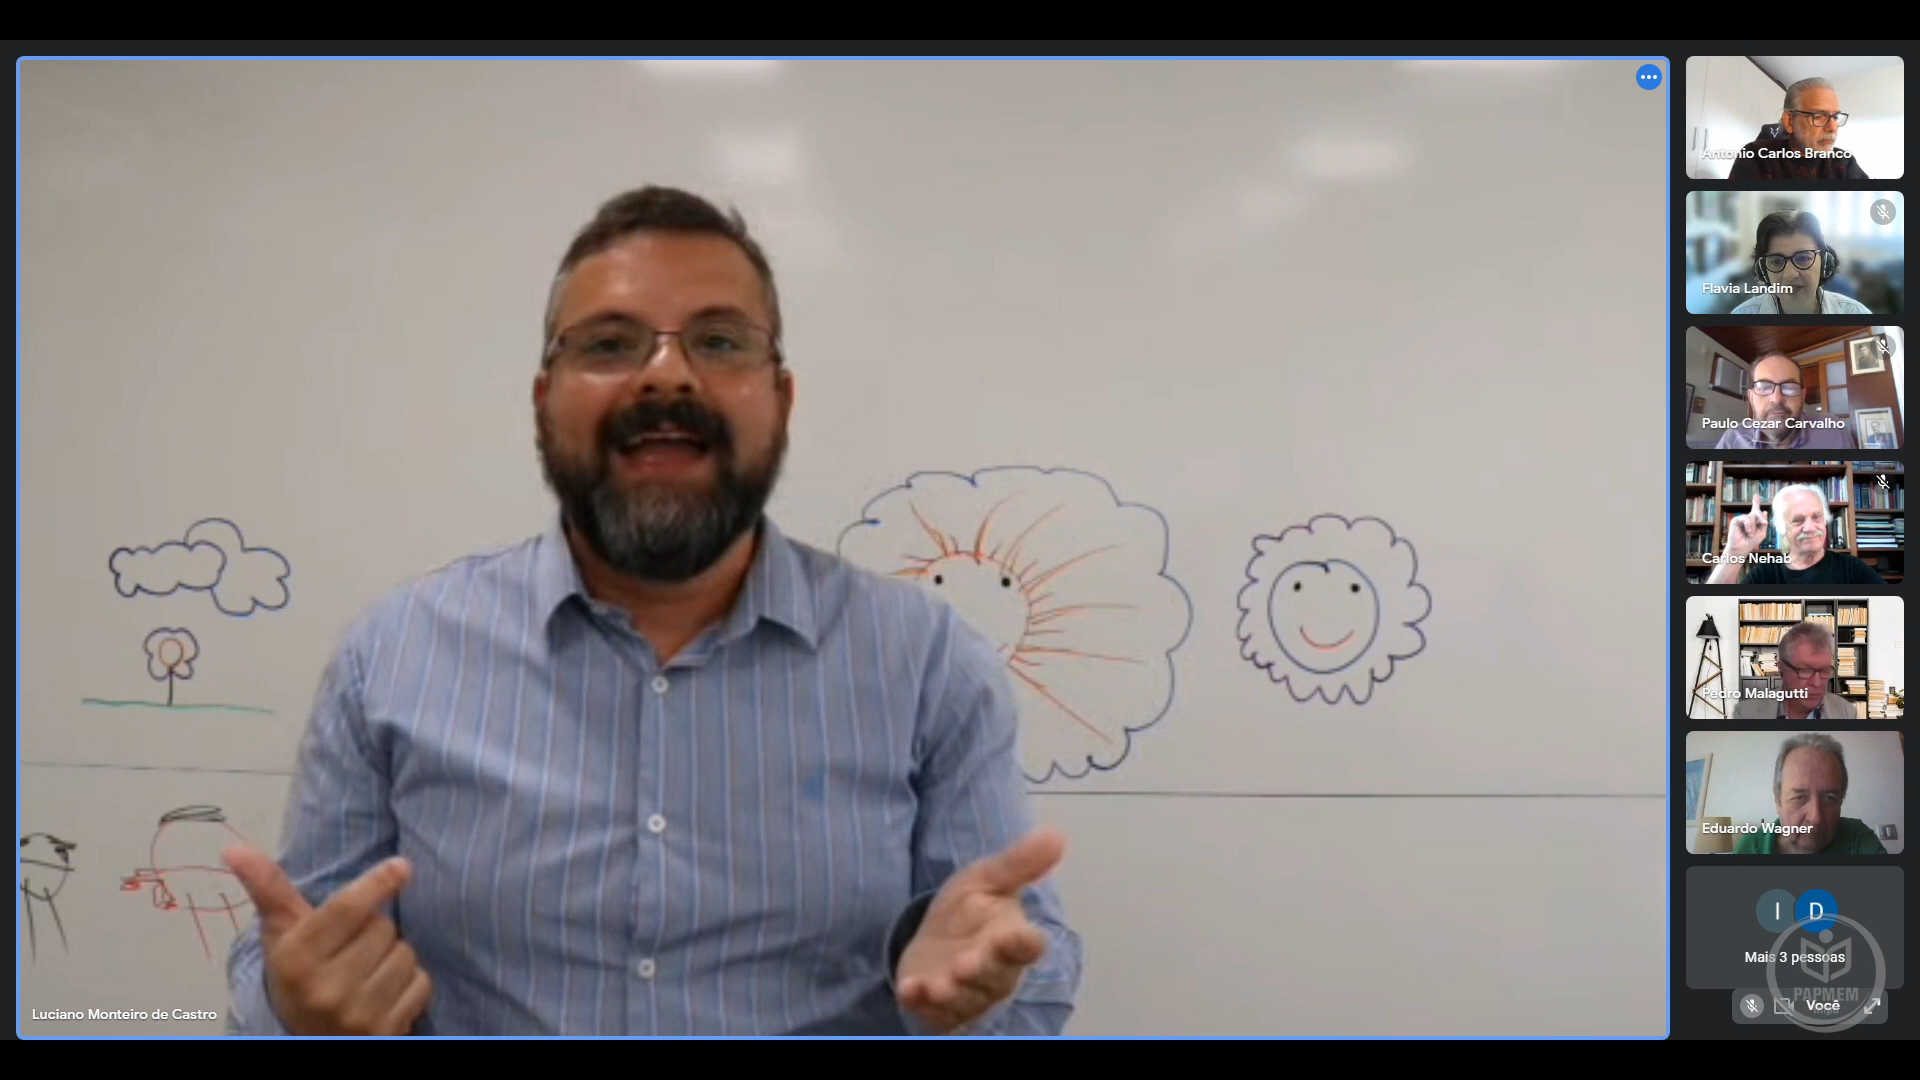 Antonio Carlos Branco
Flavia Landim
Paulo Cezar Carvalho
Carlos Nehab
Pedro Malagutti
Eduardo Wagner
I
D
Mais 3 pessoas
PAPMEM
Você
Luciano Monteiro de Castro